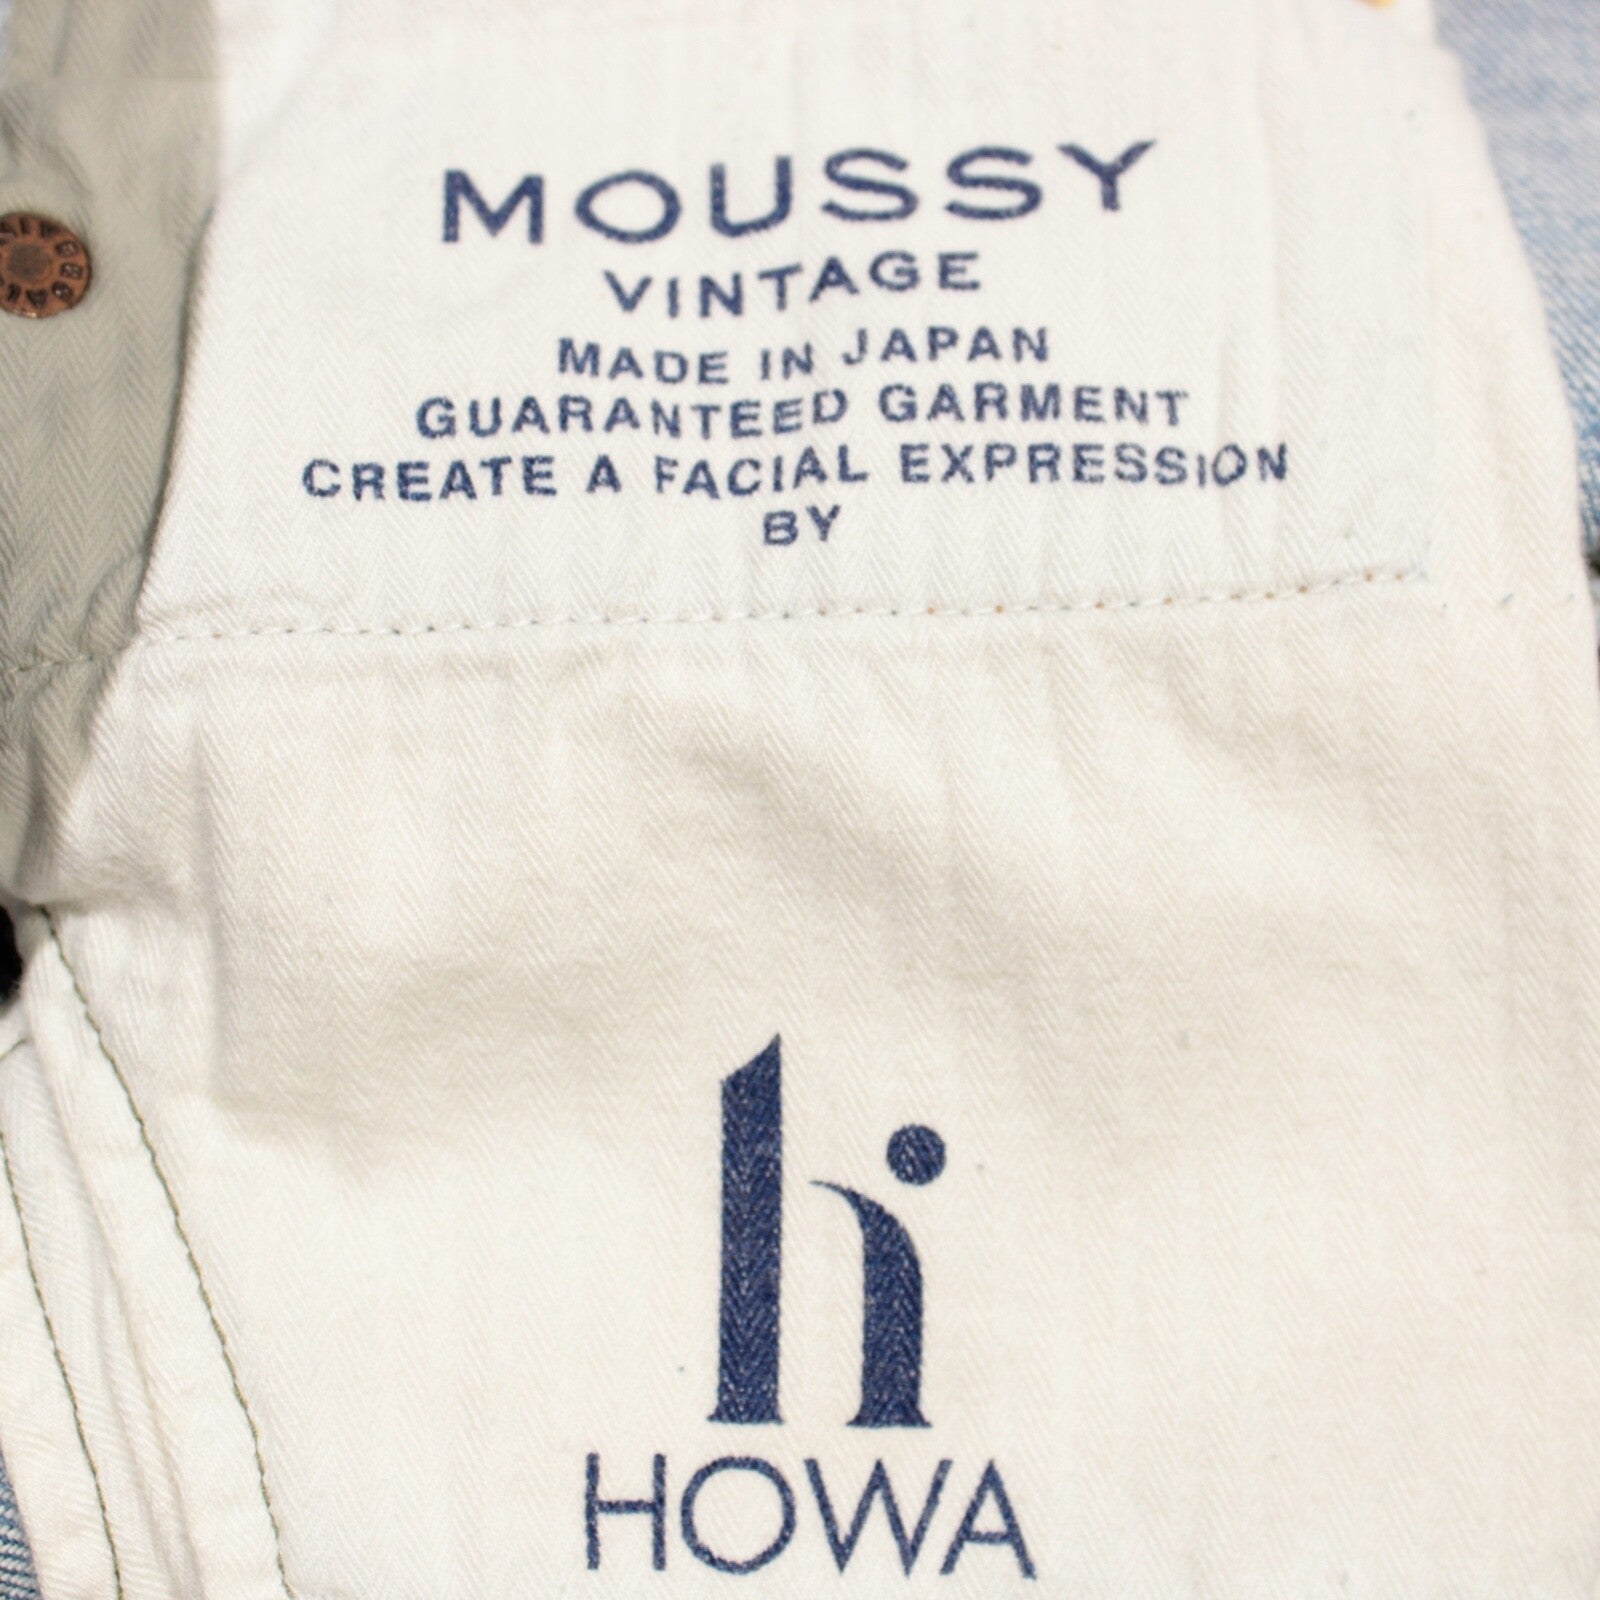 MOUSSY
VINTAGE
MADE IN JAPAN
GUARANTEED GARMENT
CREATE A FACIAL EXPRESSION
BY
h
HOWA